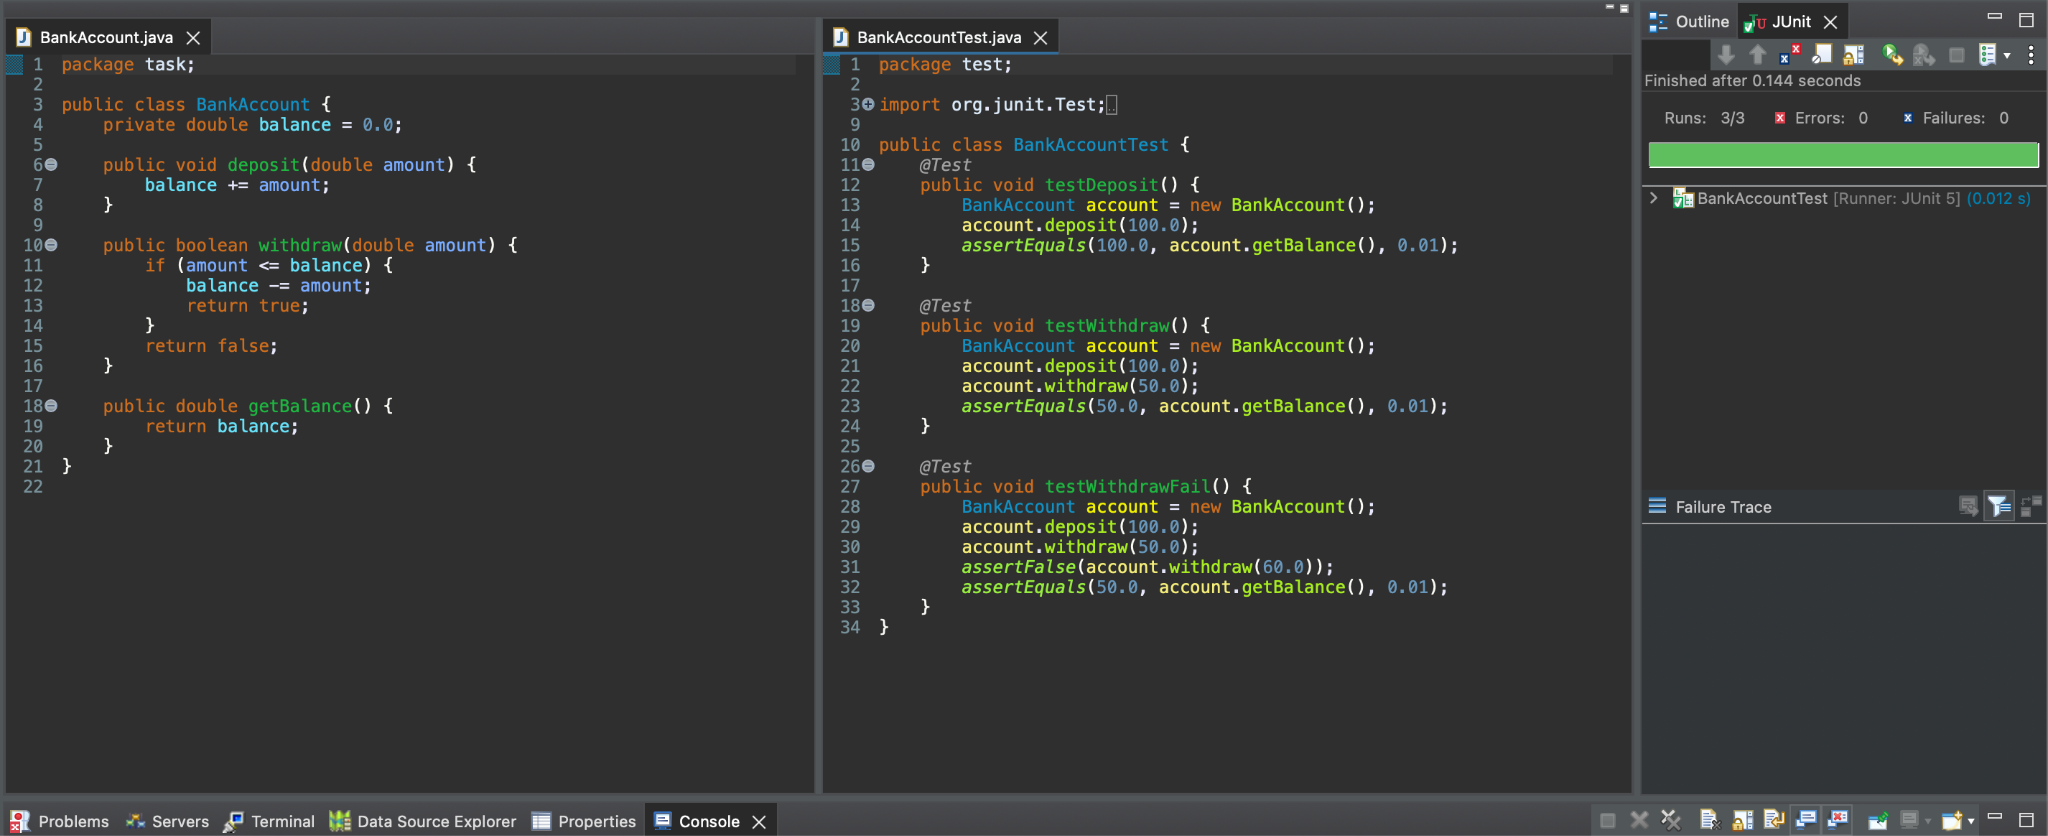 BankAccount.java
1 package task;
2
3 public class BankAccount {
4     private double balance = 0.0;
5
6     public void deposit(double amount) {
7         balance += amount;
8     }
9
10     public boolean withdraw(double amount) {
11         if (amount <= balance) {
12             balance -= amount;
13             return true;
14         }
15         return false;
16     }
17
18     public double getBalance() {
19         return balance;
20     }
21 }
22
BankAccountTest.java
1 package test;
2
3 import org.junit.Test;
9
10 public class BankAccountTest {
11     @Test
12     public void testDeposit() {
13         BankAccount account = new BankAccount();
14         account.deposit(100.0);
15         assertEquals(100.0, account.getBalance(), 0.01);
16     }
17
18     @Test
19     public void testWithdraw() {
20         BankAccount account = new BankAccount();
21         account.deposit(100.0);
22         account.withdraw(50.0);
23         assertEquals(50.0, account.getBalance(), 0.01);
24     }
25
26     @Test
27     public void testWithdrawFail() {
28         BankAccount account = new BankAccount();
29         account.deposit(100.0);
30         account.withdraw(50.0);
31         assertFalse(account.withdraw(60.0));
32         assertEquals(50.0, account.getBalance(), 0.01);
33     }
34 }
Outline JUnit
Finished after 0.144 seconds
Runs: 3/3 Errors: 0 Failures: 0
BankAccountTest [Runner: JUnit 5] (0.012 s)
Failure Trace
Problems Servers Terminal Data Source Explorer Properties Console